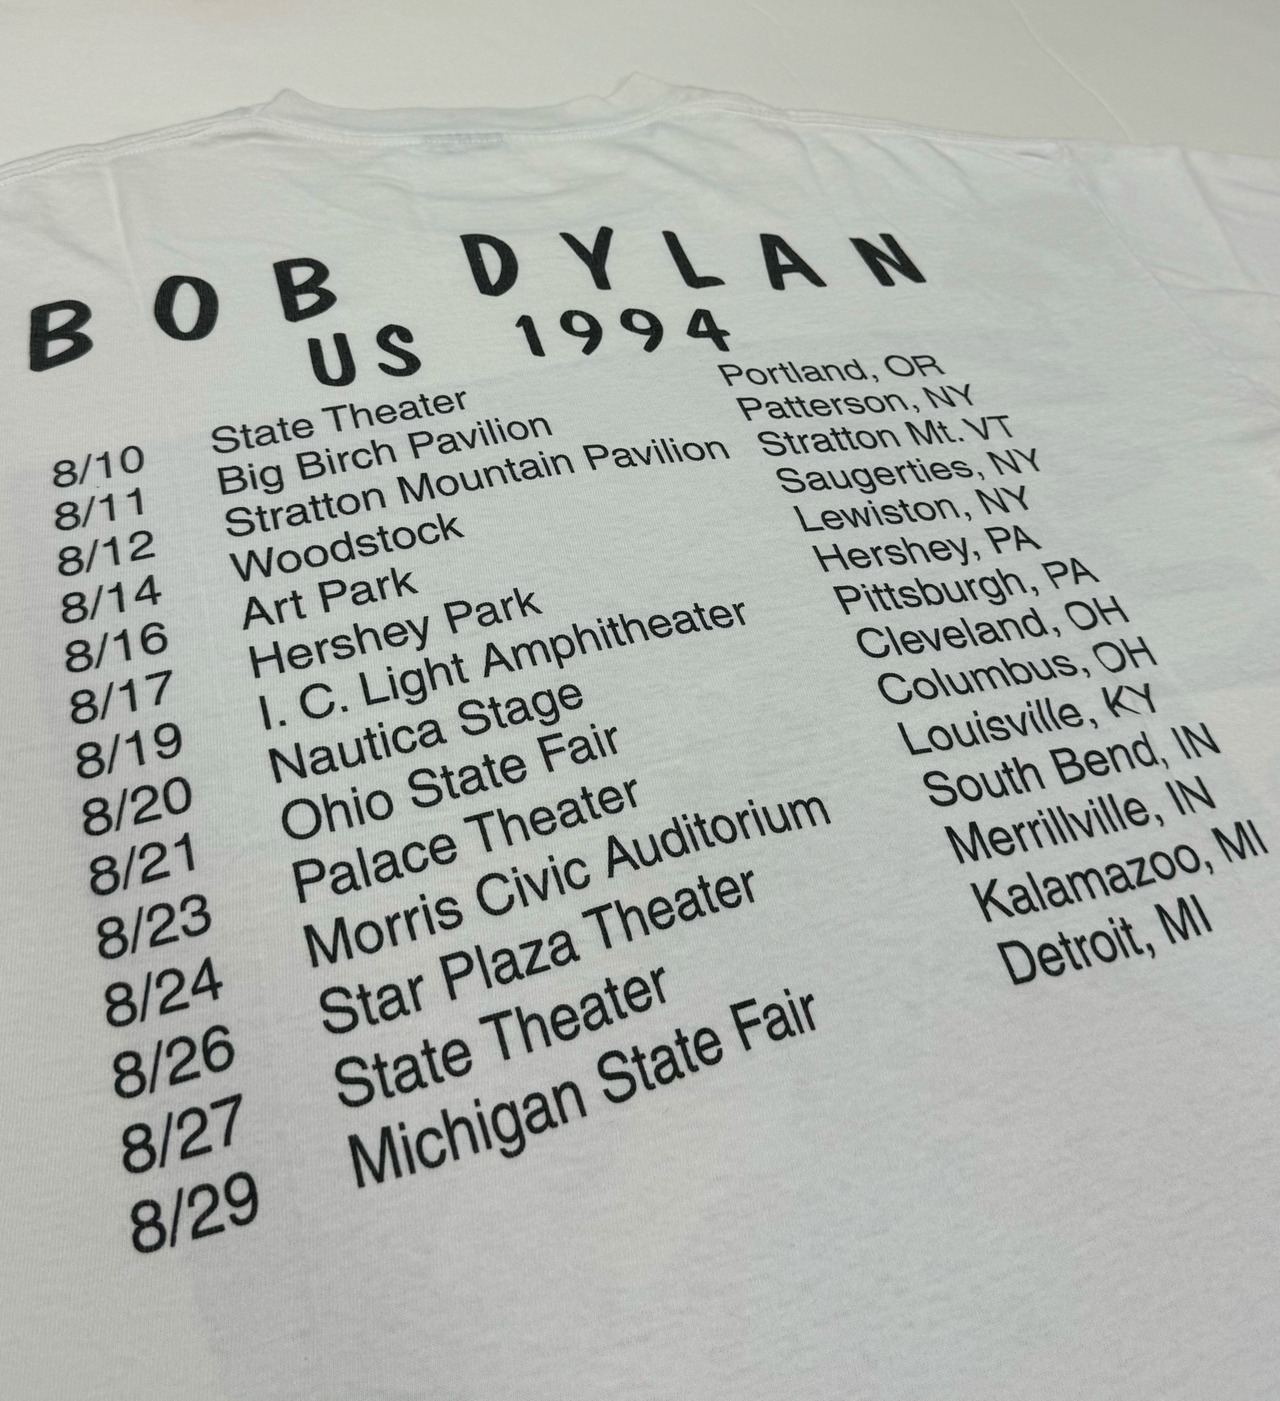 BOB DYLAN
US 1994
8/10 State Theater Portland, OR
8/11 Big Birch Pavilion Patterson, NY
8/12 Stratton Mountain Pavilion Stratton Mt. VT
8/14 Woodstock Saugerties, NY
8/16 Art Park Lewiston, NY
8/17 Hershey Park Hershey, PA
8/19 I. C. Light Amphitheater Pittsburgh, PA
8/20 Nautica Stage Cleveland, OH
8/21 Ohio State Fair Columbus, OH
8/23 Palace Theater Louisville, KY
8/24 Morris Civic Auditorium South Bend, IN
8/26 Star Plaza Theater Merrillville, IN
8/27 State Theater Kalamazoo, MI
8/29 Michigan State Fair Detroit, MI